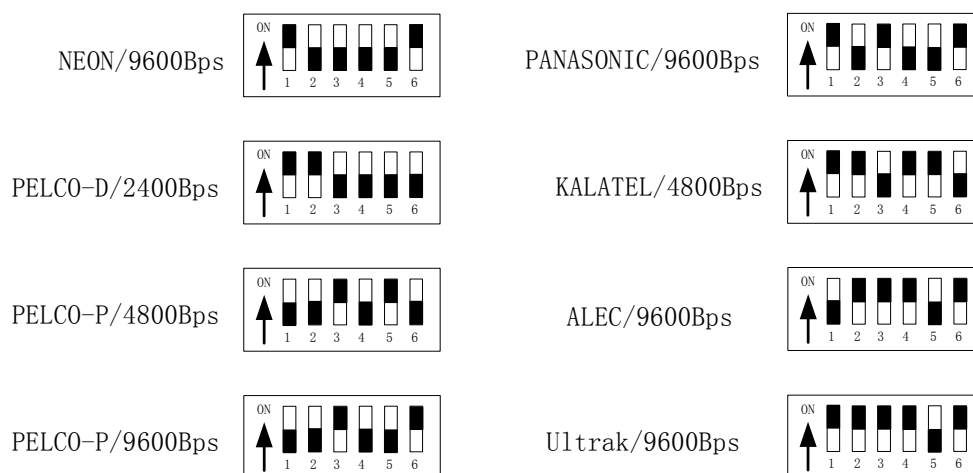 ON
NEON/9600Bps
1 2 3 4 5 6
ON
PANASONIC/9600Bps
1 2 3 4 5 6
ON
PELCO-D/2400Bps
1 2 3 4 5 6
ON
KALATEL/4800Bps
1 2 3 4 5 6
ON
PELCO-P/4800Bps
1 2 3 4 5 6
ON
ALEC/9600Bps
1 2 3 4 5 6
ON
PELCO-P/9600Bps
1 2 3 4 5 6
ON
Ultrak/9600Bps
1 2 3 4 5 6